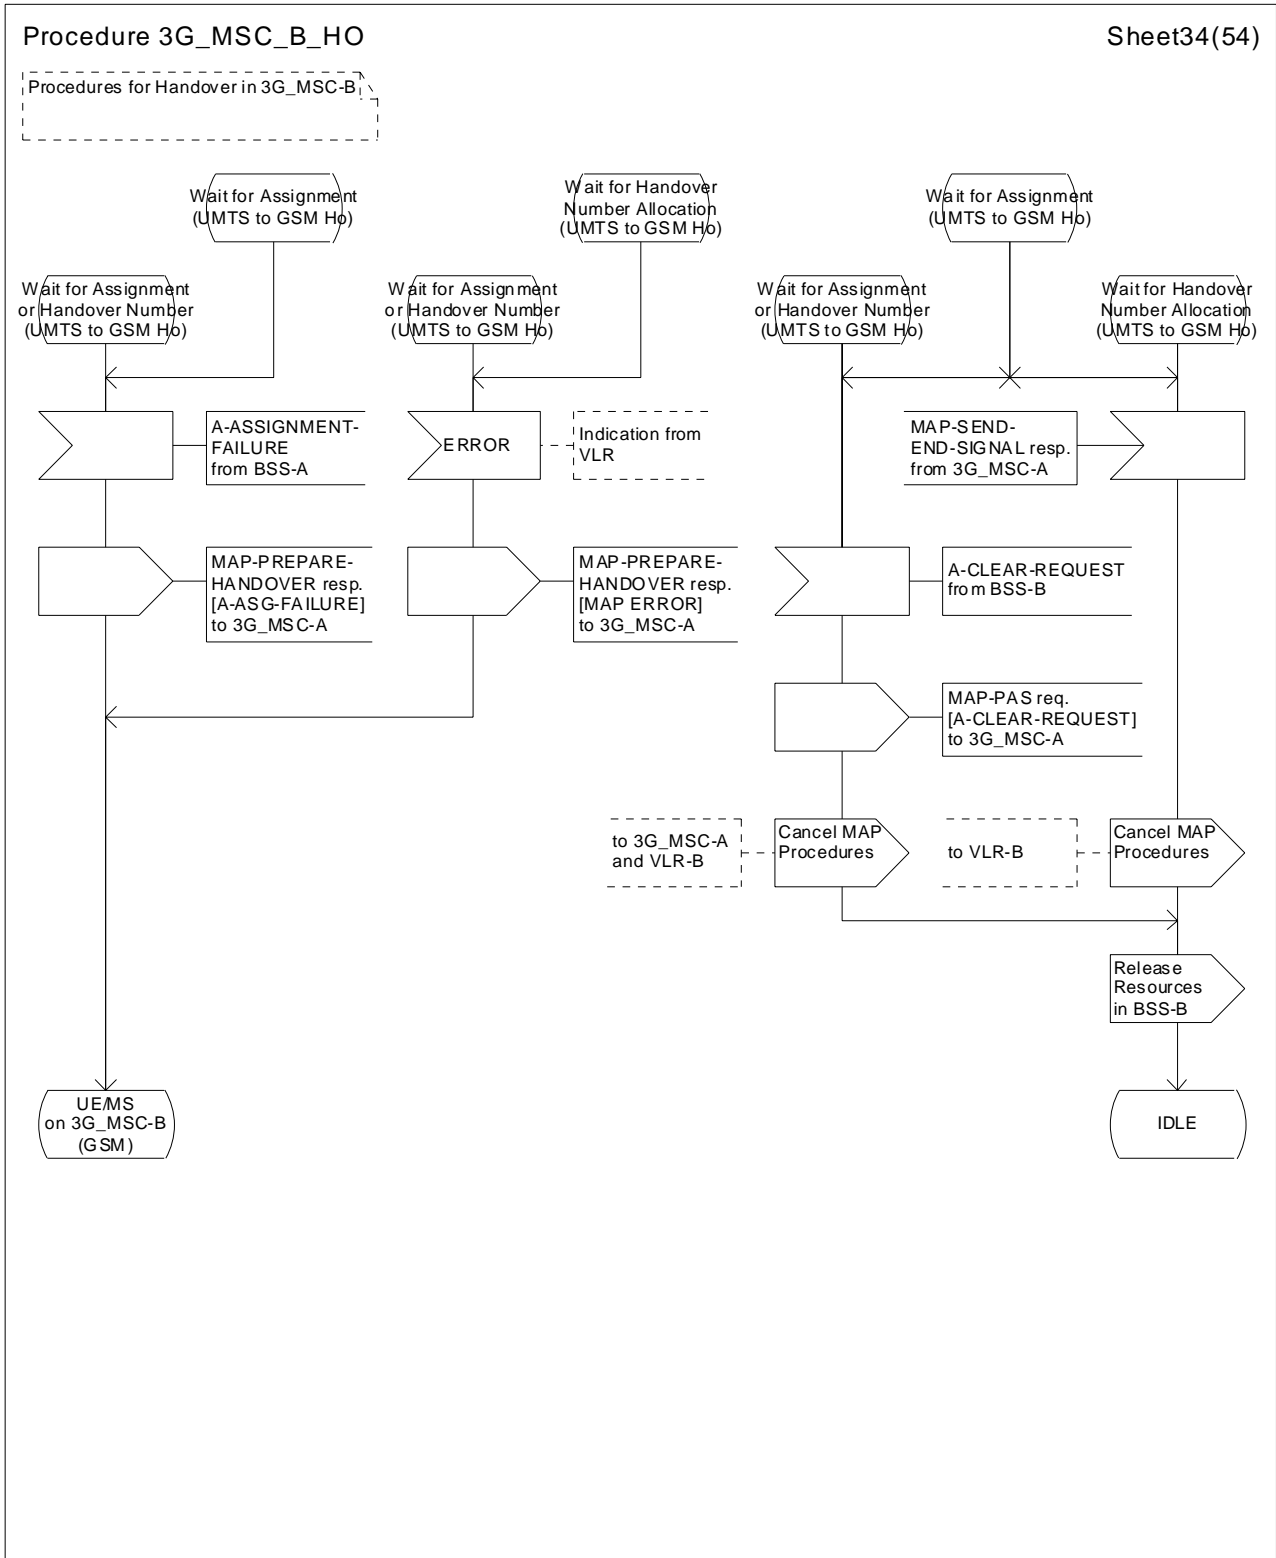 Procedure 3G_MSC_B_HO
Sheet34(54)
Procedures for Handover in 3G_MSC-B
Wait for Assignment
(UMTS to GSM Ho)
Wait for Handover
Number Allocation
(UMTS to GSM Ho)
Wait for Assignment
(UMTS to GSM Ho)
Wait for Assignment
or Handover Number
(UMTS to GSM Ho)
Wait for Assignment
or Handover Number
(UMTS to GSM Ho)
Wait for Assignment
or Handover Number
(UMTS to GSM Ho)
Wait for Handover
Number Allocation
(UMTS to GSM Ho)
A-ASSIGNMENT-
FAILURE
from BSS-A
ERROR
Indication from
VLR
MAP-SEND-
END-SIGNAL resp.
from 3G_MSC-A
MAP-PREPARE-
HANDOVER resp.
[A-ASG-FAILURE]
to 3G_MSC-A
MAP-PREPARE-
HANDOVER resp.
[MAP ERROR]
to 3G_MSC-A
A-CLEAR-REQUEST
from BSS-B
MAP-PAS req.
[A-CLEAR-REQUEST]
to 3G_MSC-A
to 3G_MSC-A
and VLR-B
Cancel MAP
Procedures
to VLR-B
Cancel MAP
Procedures
Release
Resources
in BSS-B
UE/MS
on 3G_MSC-B
(GSM)
IDLE